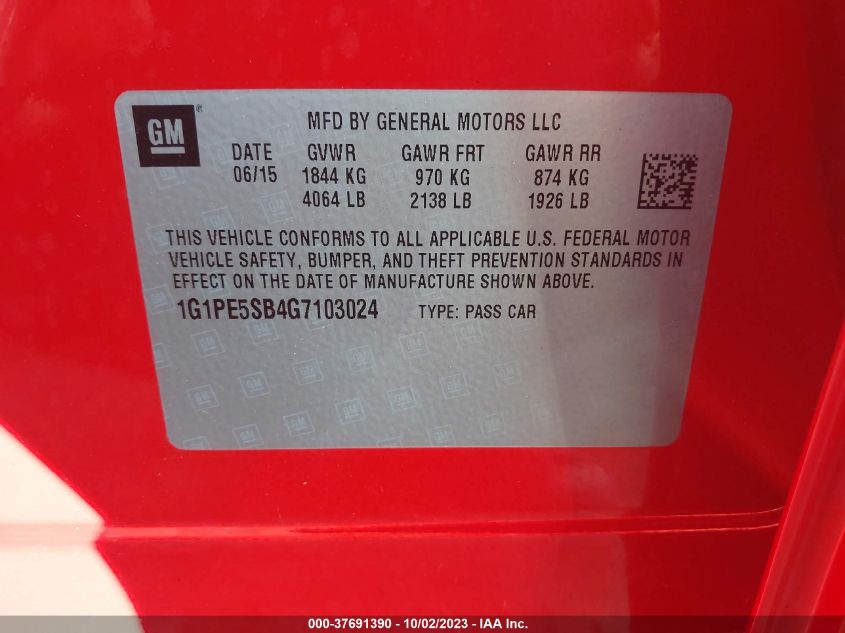 GM ®
MFD BY GENERAL MOTORS LLC
DATE GVWR GAWR FRT GAWR RR
06/15 1844 KG 970 KG 874 KG
4064 LB 2138 LB 1926 LB
THIS VEHICLE CONFORMS TO ALL APPLICABLE U.S. FEDERAL MOTOR
VEHICLE SAFETY, BUMPER, AND THEFT PREVENTION STANDARDS IN
EFFECT ON THE DATE OF MANUFACTURE SHOWN ABOVE.
1G1PE5SB4G7103024 TYPE: PASS CAR
000-37691390 / 10/02/2023 - IAA Inc.